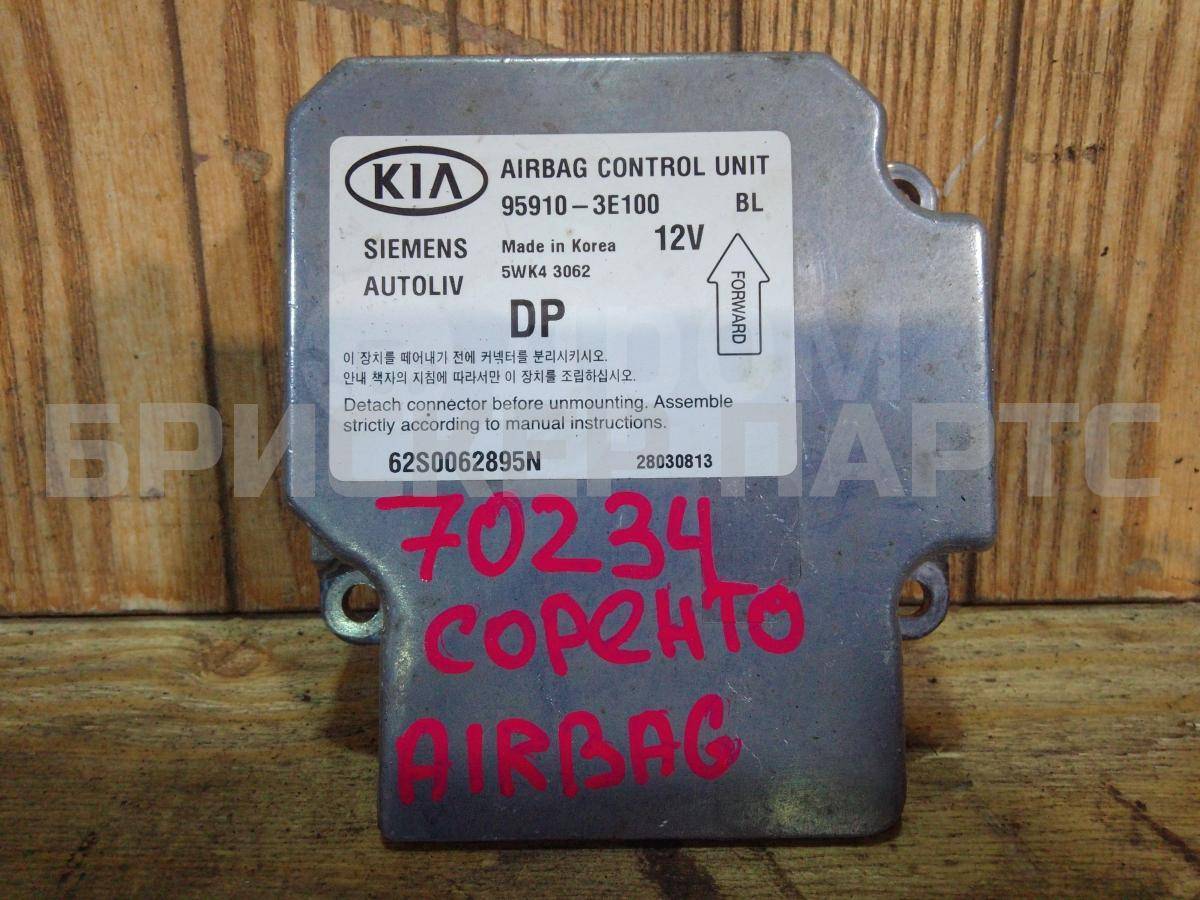 KIA AIRBAG CONTROL UNIT
95910-3E100 BL
SIEMENS Made in Korea 12V
AUTOLIV 5WK4 3062
DP
FORWARD
이 장치를 떼어내기 전에 커넥터를 분리시키시오.
안내 책자의 지침에 따라서만 이 장치를 조립하십시오.
Detach connector before unmounting. Assemble
strictly according to manual instructions.
62S0062895N 28030813
БРИСКЕР ПАРТС
70234
СОРеНТО
AIRBAG